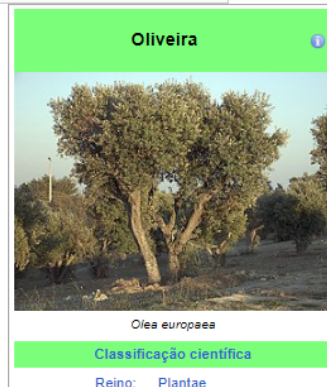 Oliveira
Olea europaea
Classificação científica
Reino: Plantae